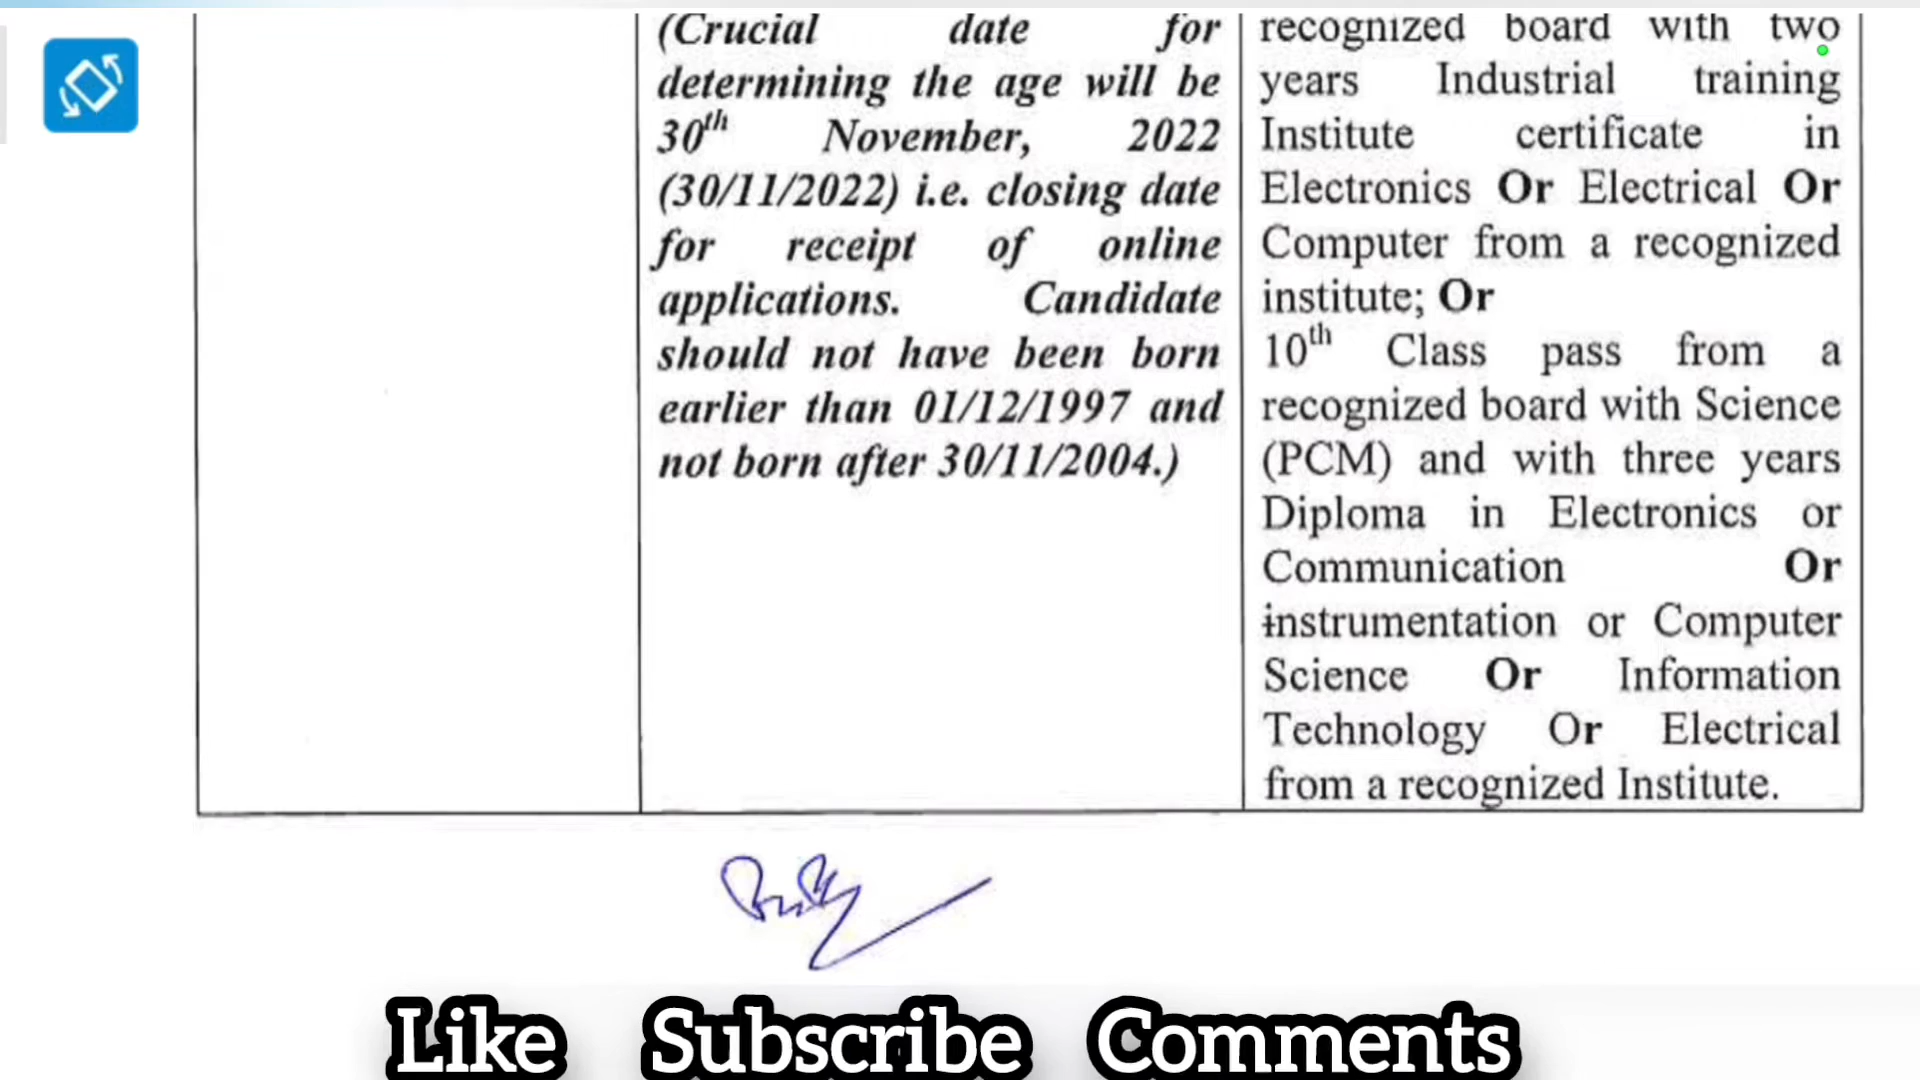 (Crucial date for
determining the age will be
30th November, 2022
(30/11/2022) i.e. closing date
for receipt of online
applications. Candidate
should not have been born
earlier than 01/12/1997 and
not born after 30/11/2004.)
recognized board with two
years Industrial training
Institute certificate in
Electronics Or Electrical Or
Computer from a recognized
institute; Or
10th Class pass from a
recognized board with Science
(PCM) and with three years
Diploma in Electronics or
Communication Or
instrumentation or Computer
Science Or Information
Technology Or Electrical
from a recognized Institute.
Like Subscribe Comments